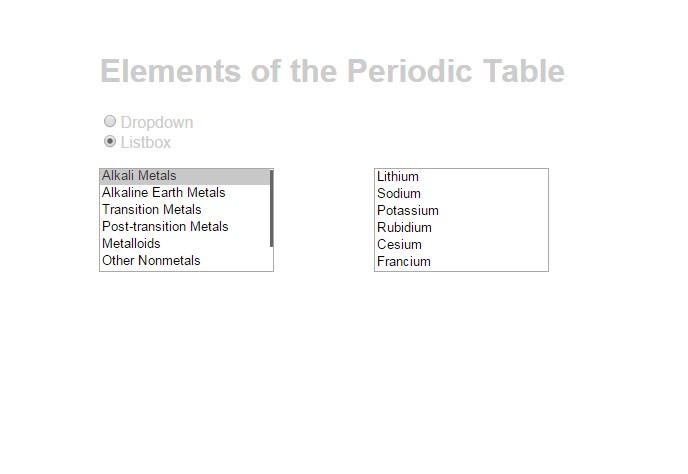 Elements of the Periodic Table
Dropdown
Listbox
Alkali Metals
Alkaline Earth Metals
Transition Metals
Post-transition Metals
Metalloids
Other Nonmetals
Lithium
Sodium
Potassium
Rubidium
Cesium
Francium